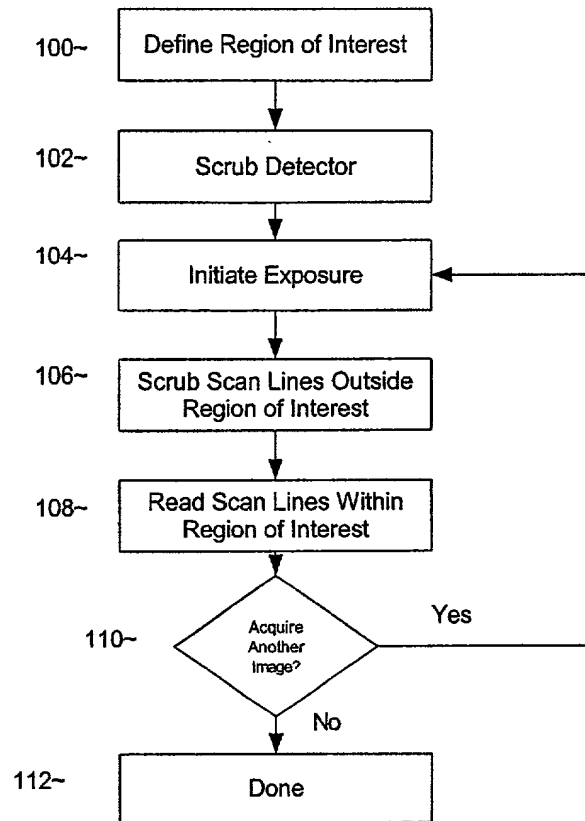 100~ Define Region of Interest
102~ Scrub Detector
104~ Initiate Exposure
106~ Scrub Scan Lines Outside
Region of Interest
108~ Read Scan Lines Within
Region of Interest
110~ Acquire
Another
Image?
Yes
No
112~ Done